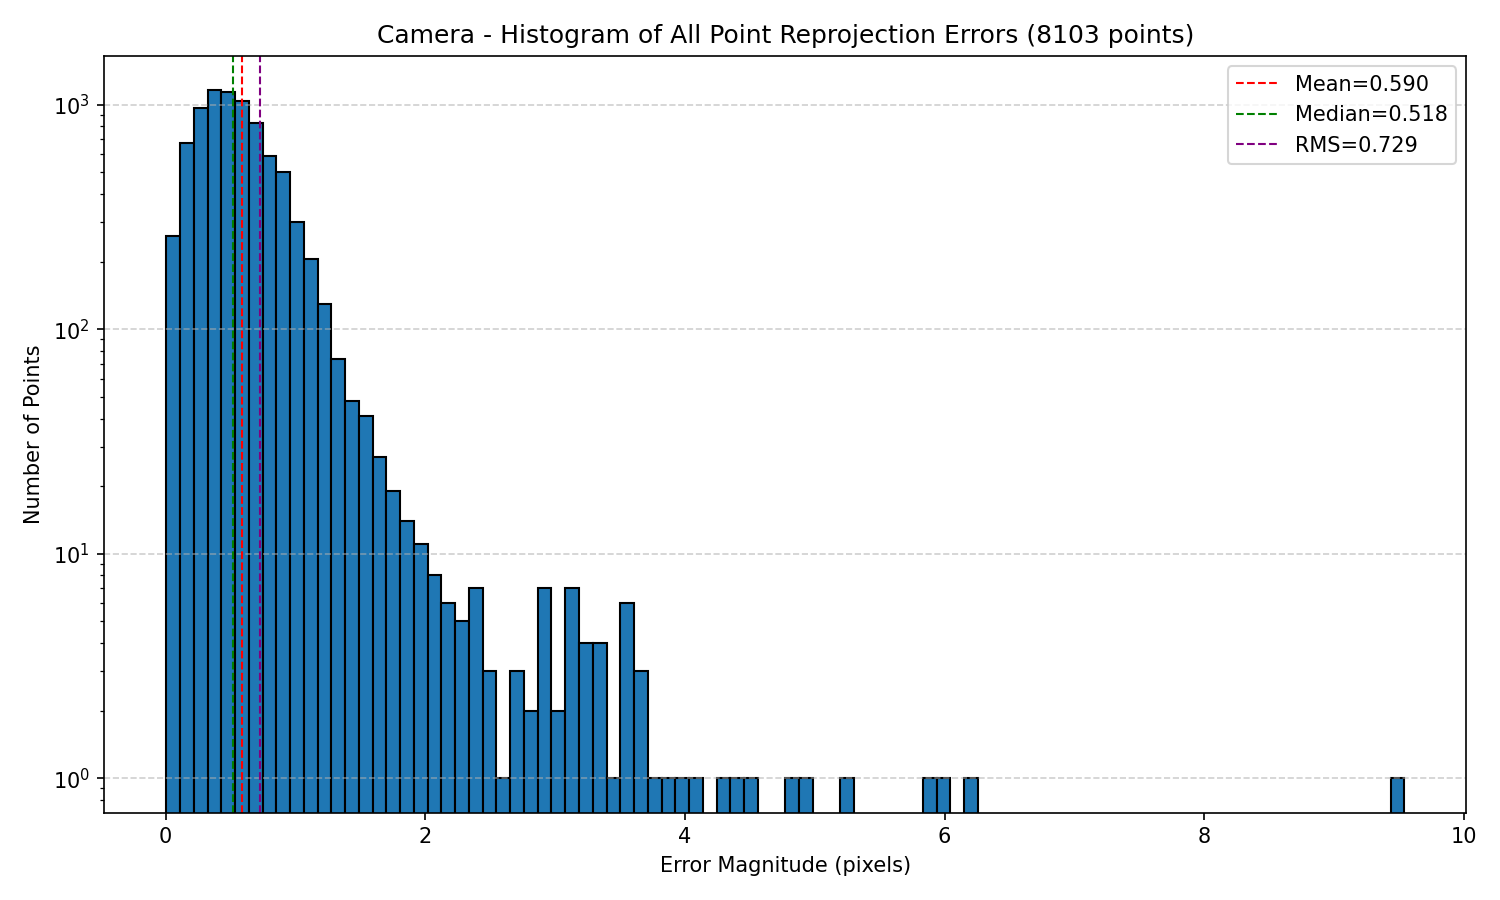 Camera - Histogram of All Point Reprojection Errors (8103 points)
Mean=0.590
Median=0.518
RMS=0.729
Number of Points
10³
10²
10¹
10⁰
0 2 4 6 8 10
Error Magnitude (pixels)